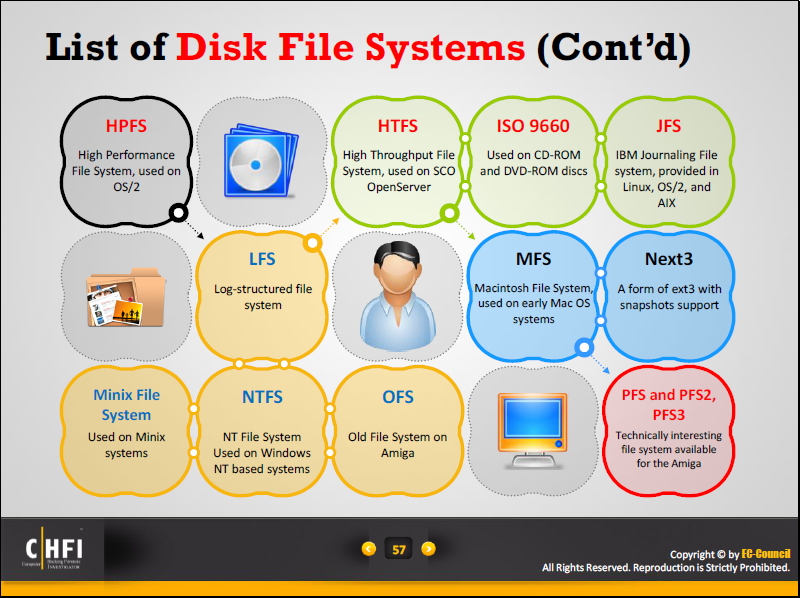 List of Disk File Systems (Cont’d)
HPFS
High Performance
File System, used on
OS/2
HTFS
High Throughput File
System, used on SCO
OpenServer
ISO 9660
Used on CD-ROM
and DVD-ROM discs
JFS
IBM Journaling File
system, provided in
Linux, OS/2, and
AIX
LFS
Log-structured file
system
MFS
Macintosh File System,
used on early Mac OS
systems
Next3
A form of ext3 with
snapshots support
Minix File
System
Used on Minix
systems
NTFS
NT File System
Used on Windows
NT based systems
OFS
Old File System on
Amiga
PFS and PFS2,
PFS3
Technically interesting
file system available
for the Amiga
CHFI
Computer Hacking Forensic
INVESTIGATOR
57
Copyright © by EC-Council
All Rights Reserved. Reproduction is Strictly Prohibited.